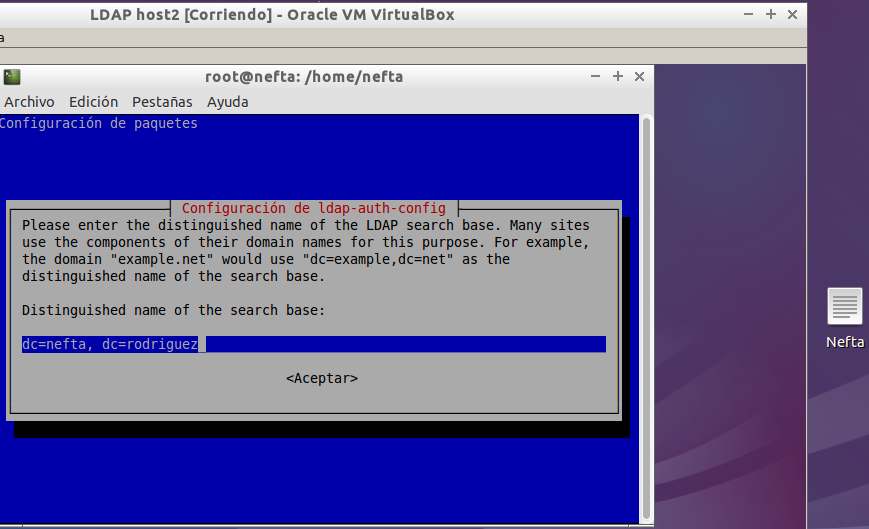 LDAP host2 [Corriendo] - Oracle VM VirtualBox
a
root@nefta: /home/nefta
Archivo Edición Pestañas Ayuda
Configuración de paquetes
Configuración de ldap-auth-config
Please enter the distinguished name of the LDAP search base. Many sites
use the components of their domain names for this purpose. For example,
the domain "example.net" would use "dc=example,dc=net" as the
distinguished name of the search base.
Distinguished name of the search base:
dc=nefta, dc=rodriguez
<Aceptar>
Nefta